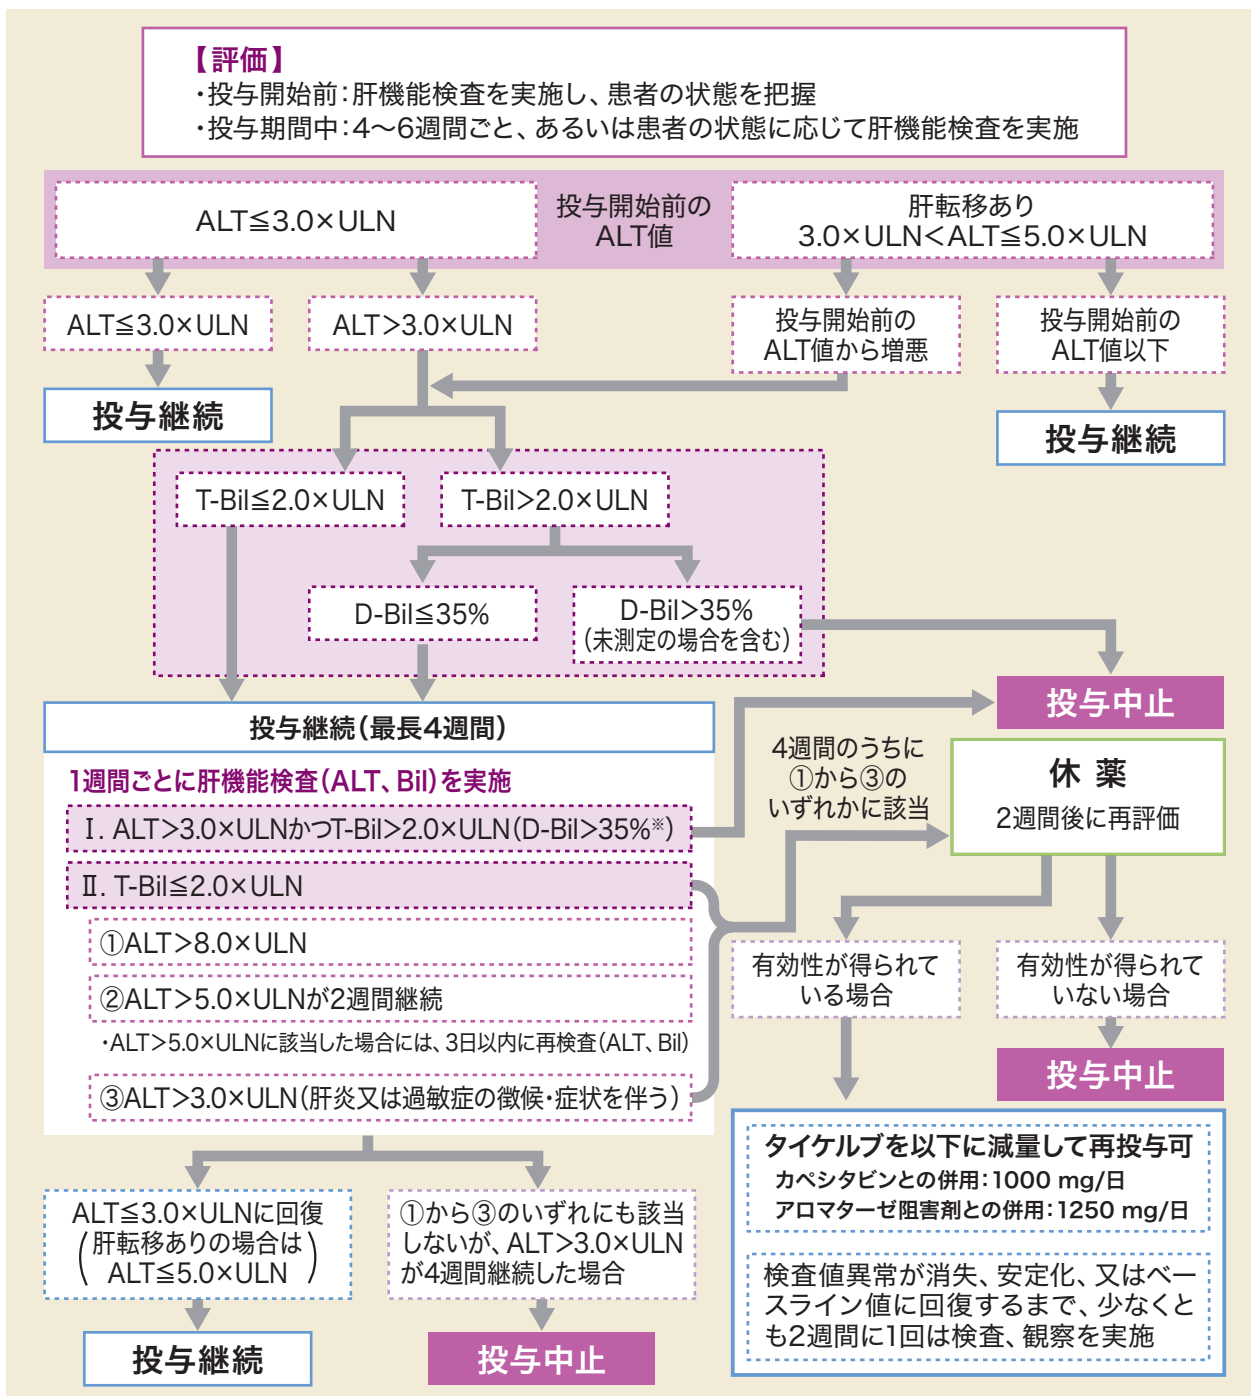 【評価】
・投与開始前：肝機能検査を実施し、患者の状態を把握
・投与期間中：4〜6週間ごと、あるいは患者の状態に応じて肝機能検査を実施
ALT≦3.0×ULN
投与開始前の
ALT値
肝転移あり
3.0×ULN＜ALT≦5.0×ULN
ALT≦3.0×ULN
ALT＞3.0×ULN
投与開始前の
ALT値から増悪
投与開始前の
ALT値以下
投与継続
投与継続
T-Bil≦2.0×ULN
T-Bil＞2.0×ULN
D-Bil≦35%
D-Bil＞35%
（未測定の場合を含む）
投与中止
投与継続（最長4週間）
1週間ごとに肝機能検査（ALT、Bil）を実施
Ⅰ. ALT＞3.0×ULNかつT-Bil＞2.0×ULN（D-Bil＞35%※）
Ⅱ. T-Bil≦2.0×ULN
①ALT＞8.0×ULN
②ALT＞5.0×ULNが2週間継続
・ALT＞5.0×ULNに該当した場合には、3日以内に再検査（ALT、Bil）
③ALT＞3.0×ULN（肝炎又は過敏症の徴候・症状を伴う）
4週間のうちに
①から③の
いずれかに該当
休 薬
2週間後に再評価
有効性が得られて
いる場合
有効性が得られて
いない場合
投与中止
タイケルブを以下に減量して再投与可
カペシタビンとの併用：1000 mg/日
アロマターゼ阻害剤との併用：1250 mg/日
検査値異常が消失、安定化、又はベー
スライン値に回復するまで、少なくと
も2週間に1回は検査、観察を実施
ALT≦3.0×ULNに回復
（肝転移ありの場合は
ALT≦5.0×ULN）
①から③のいずれにも該当
しないが、ALT＞3.0×ULN
が4週間継続した場合
投与継続
投与中止